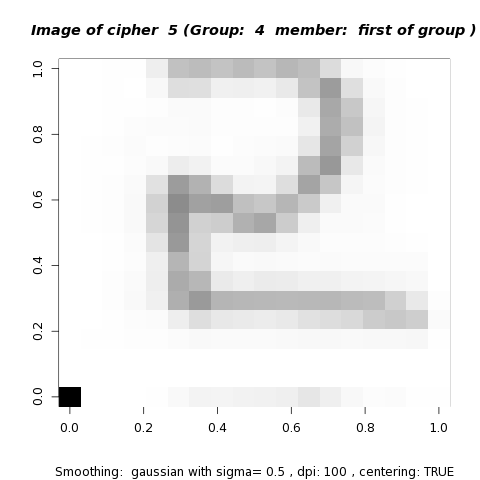 Image of cipher 5 (Group: 4 member: first of group )
1.0
0.8
0.6
0.4
0.2
0.0
0.0 0.2 0.4 0.6 0.8 1.0
Smoothing: gaussian with sigma= 0.5 , dpi: 100 , centering: TRUE